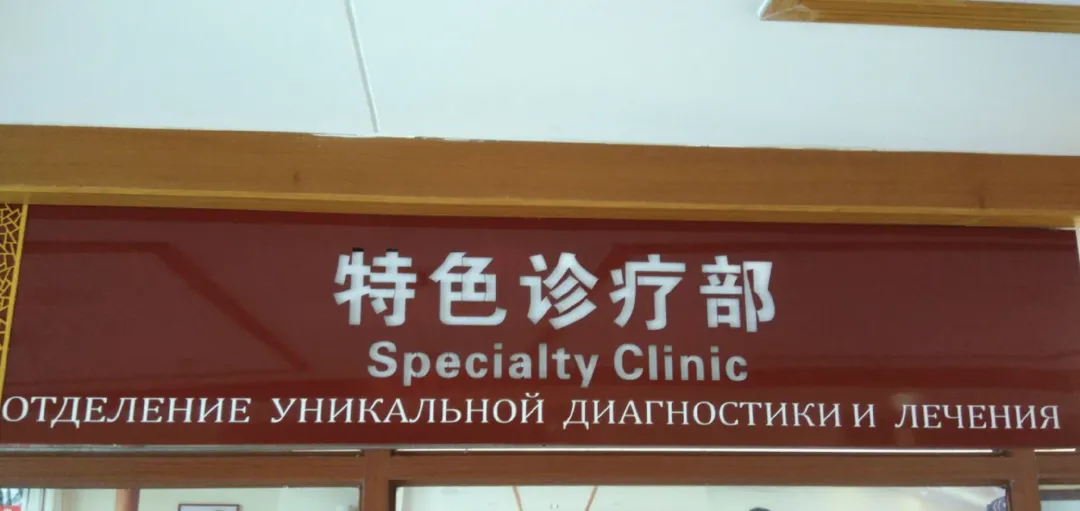 特色诊疗部
Specialty Clinic
ОТДЕЛЕНИЕ УНИКАЛЬНОЙ ДИАГНОСТИКИ И ЛЕЧЕНИЯ